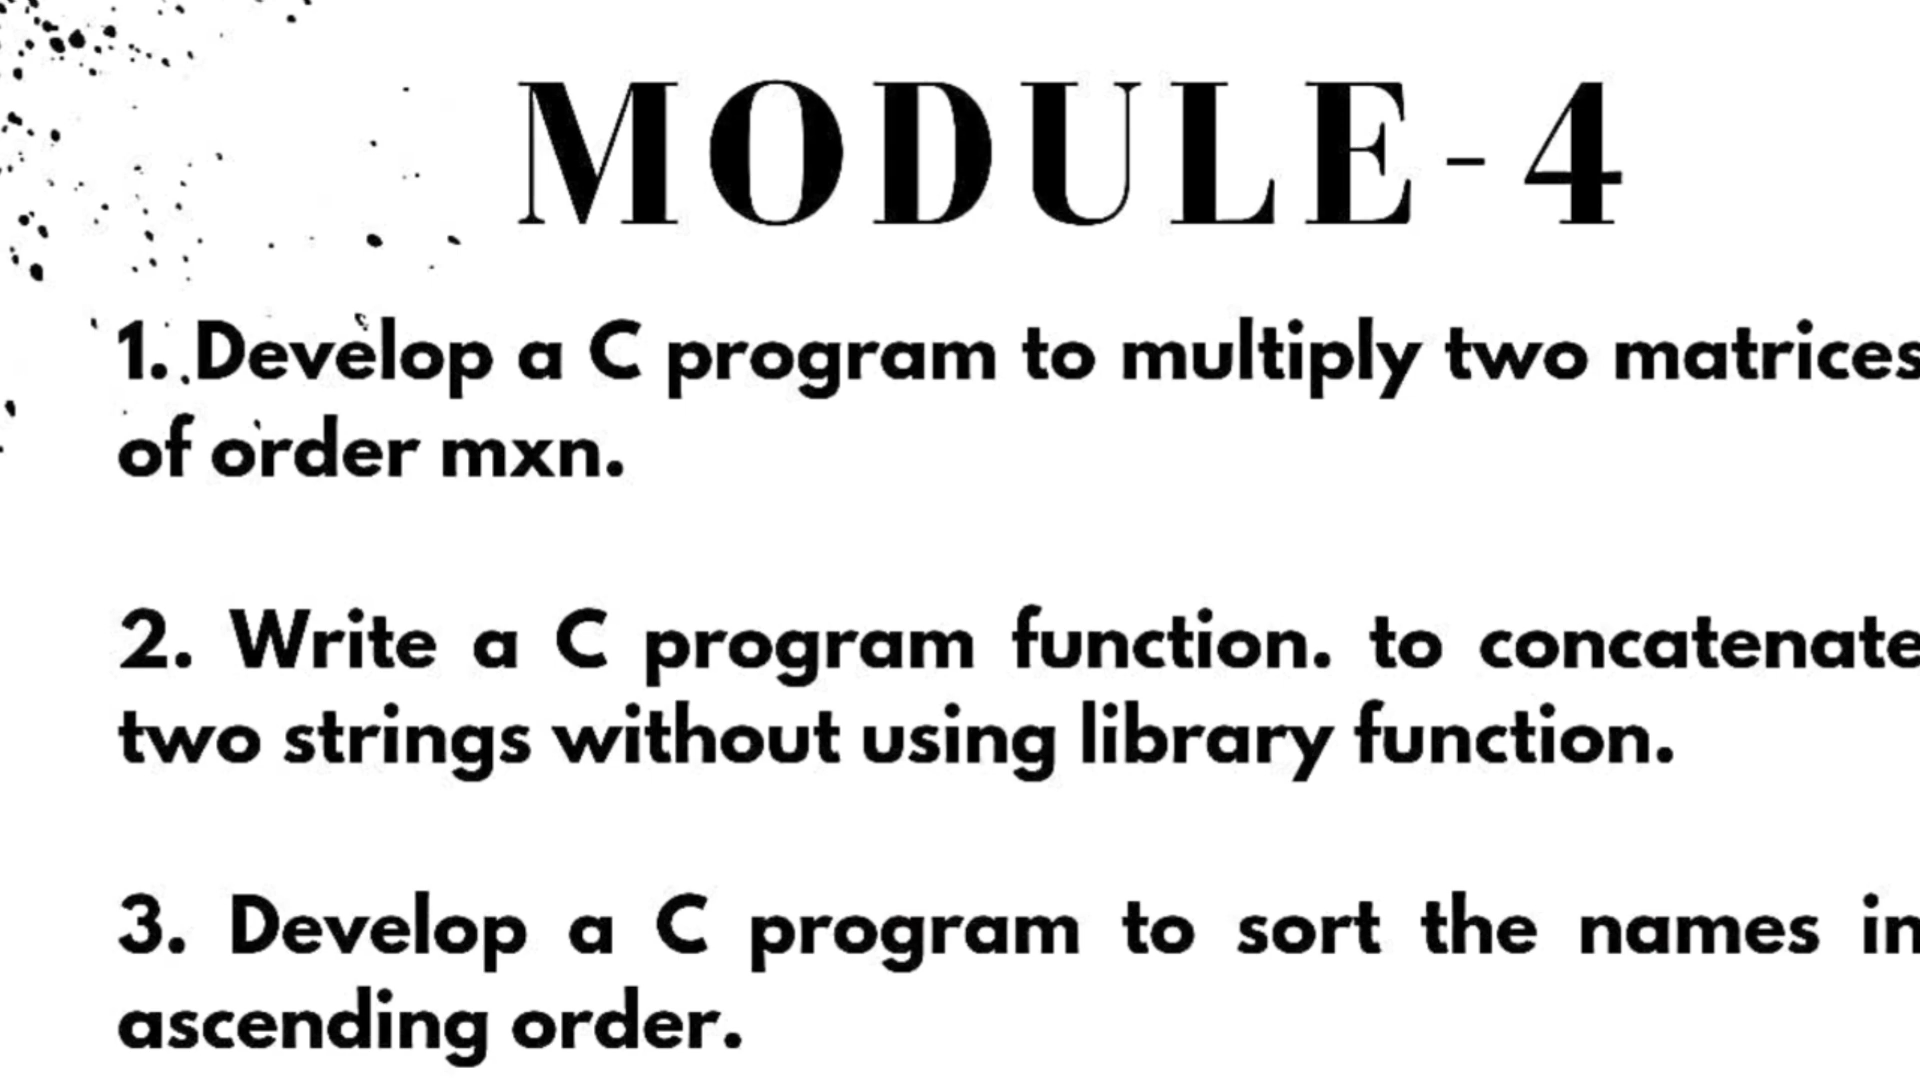 MODULE-4
1. Develop a C program to multiply two matrices
of order mxn.
2. Write a C program function. to concatenate
two strings without using library function.
3. Develop a C program to sort the names in
ascending order.